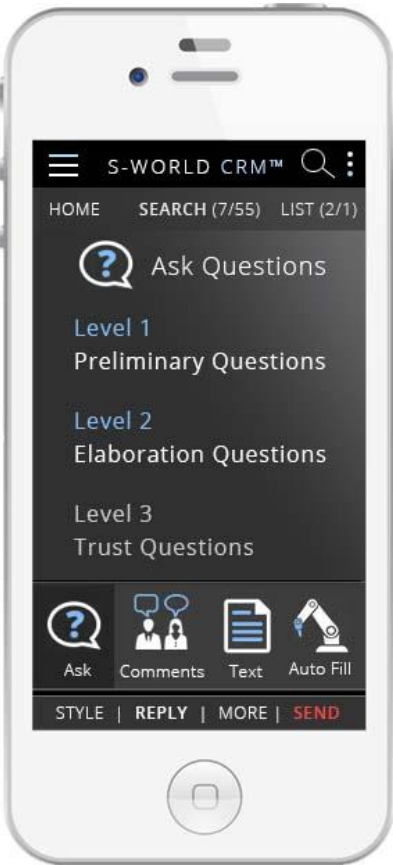 S-WORLD CRM™
HOME SEARCH (7/55) LIST (2/1)
? Ask Questions
Level 1
Preliminary Questions
Level 2
Elaboration Questions
Level 3
Trust Questions
?
Ask Comments Text Auto Fill
STYLE | REPLY | MORE | SEND